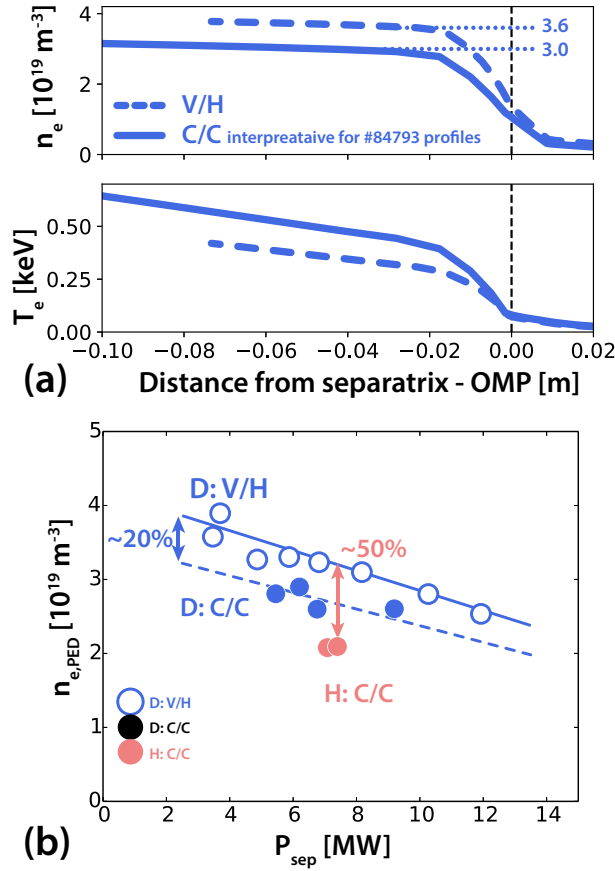 4
2
0
n_e [10^19 m^-3]
3.6
3.0
V/H
C/C interpreataive for #84793 profiles
0.50
0.25
0.00
T_e [keV]
−0.10 −0.08 −0.06 −0.04 −0.02 0.00 0.02
(a) Distance from separatrix - OMP [m]
5
4
3
2
1
0
n_e,PED [10^19 m^-3]
D: V/H
~20%
~50%
D: C/C
H: C/C
D: V/H
D: C/C
H: C/C
0 2 4 6 8 10 12 14
(b) P_sep [MW]